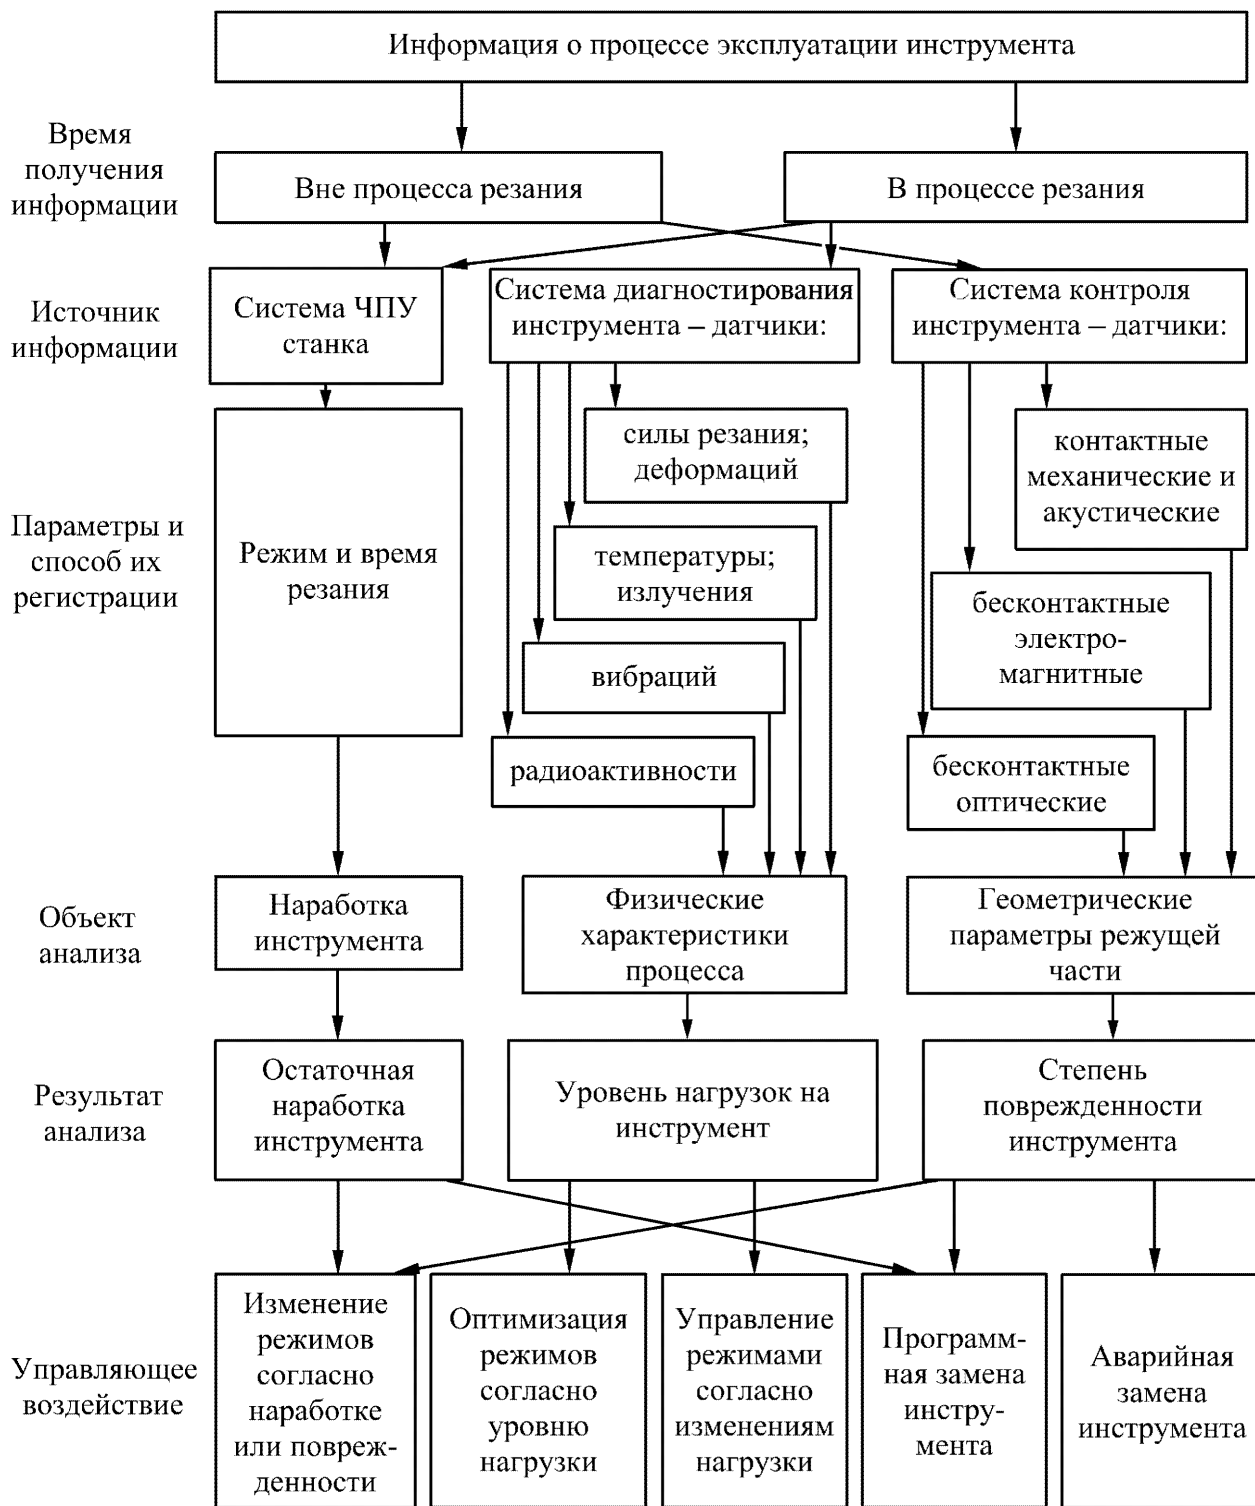 Информация о процессе эксплуатации инструмента
Время
получения
информации
Вне процесса резания
В процессе резания
Источник
информации
Система ЧПУ
станка
Система диагностирования
инструмента – датчики:
Система контроля
инструмента – датчики:
Параметры и
способ их
регистрации
Режим и время
резания
силы резания;
деформаций
температуры;
излучения
вибраций
радиоактивности
контактные
механические и
акустические
бесконтактные
электро-
магнитные
бесконтактные
оптические
Объект
анализа
Наработка
инструмента
Физические
характеристики
процесса
Геометрические
параметры режущей
части
Результат
анализа
Остаточная
наработка
инструмента
Уровень нагрузок на
инструмент
Степень
поврежденности
инструмента
Управляющее
воздействие
Изменение
режимов
согласно
наработке
или повреж-
денности
Оптимизация
режимов
согласно
уровню
нагрузки
Управление
режимами
согласно
изменениям
нагрузки
Программ-
ная замена
инстру-
мента
Аварийная
замена
инструмента